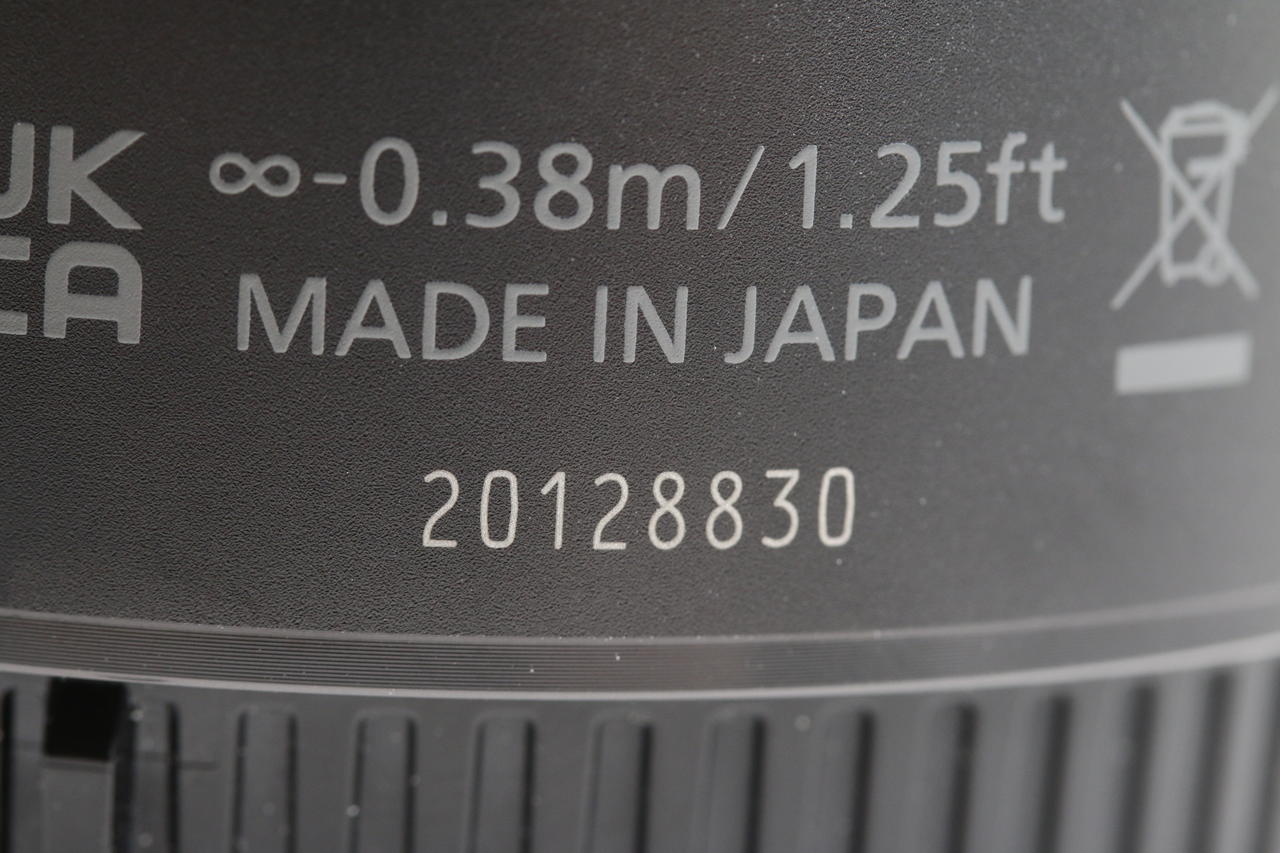 UK
CA
∞-0.38m/1.25ft
MADE IN JAPAN
20128830